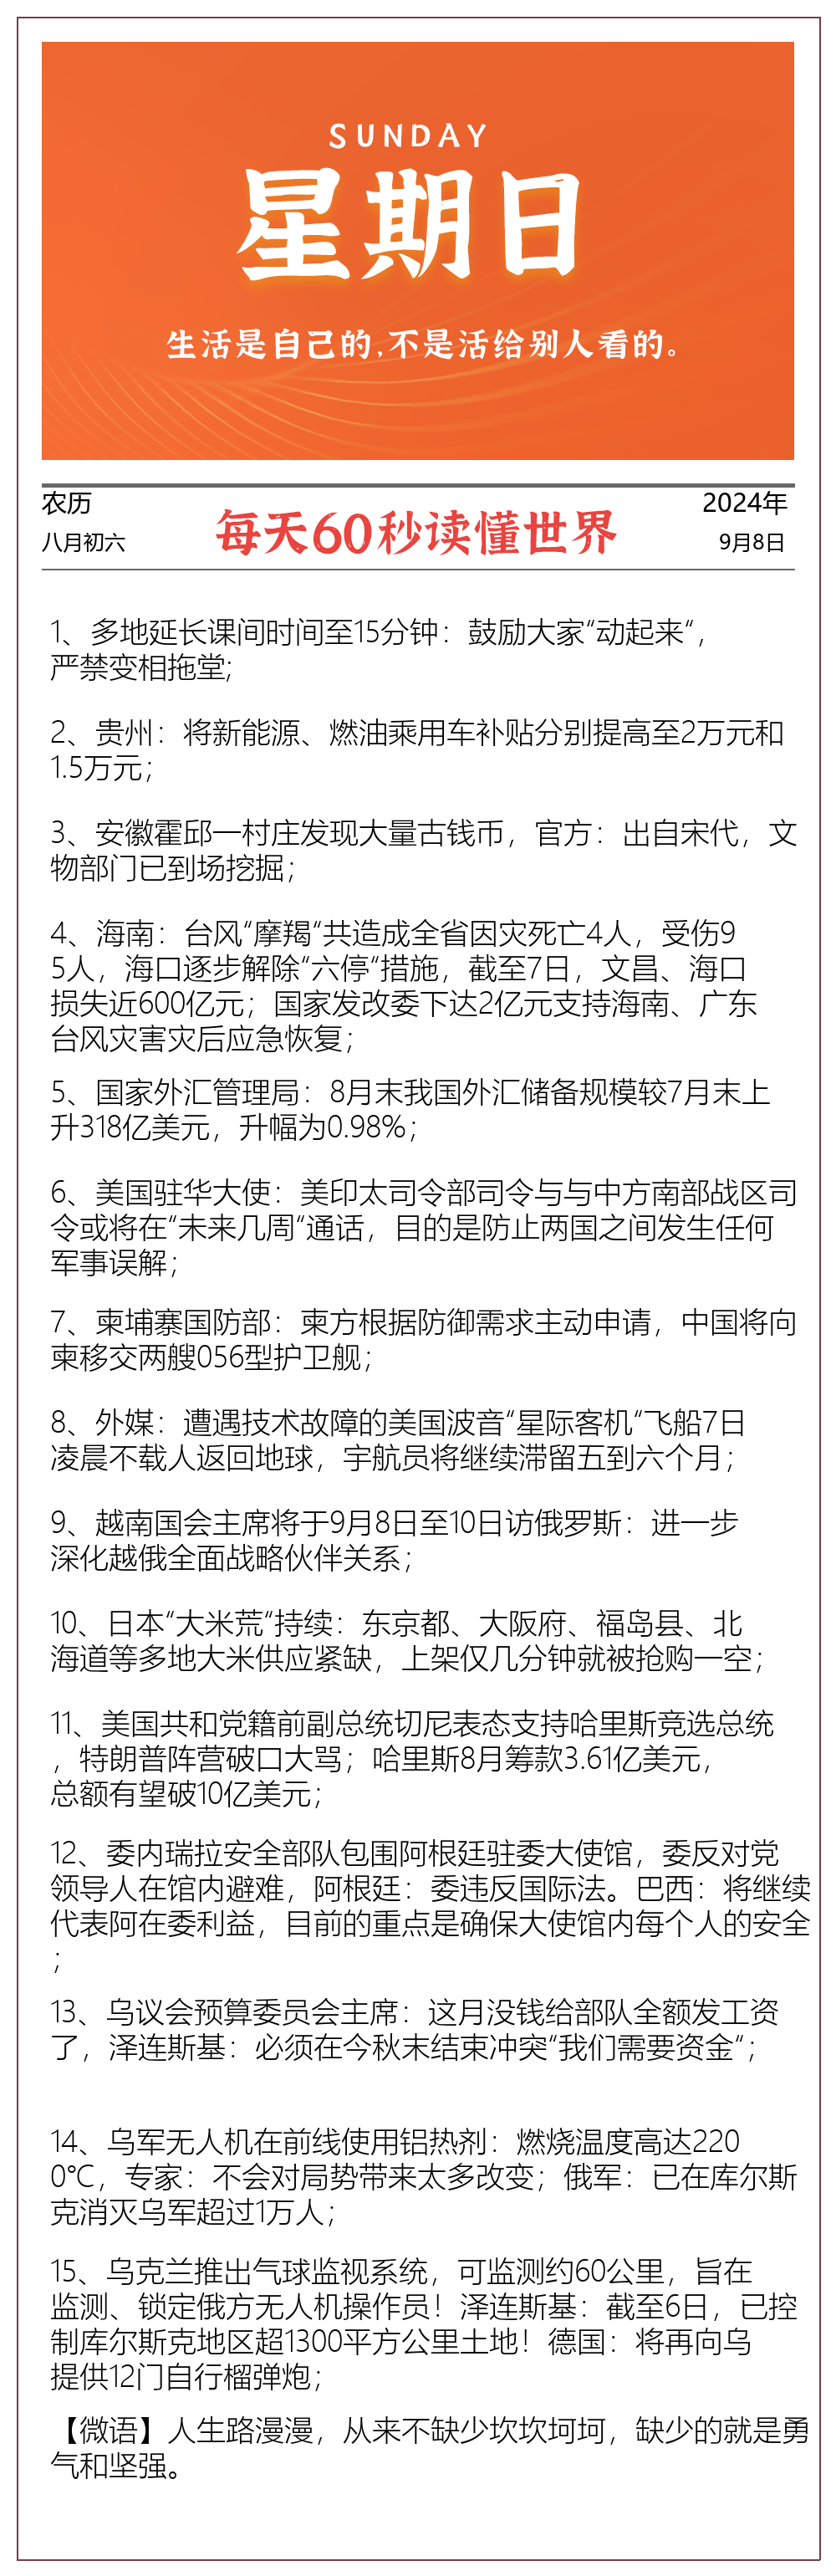 SUNDAY
星期日
生活是自己的,不是活给别人看的。
农历
2024年
每天60秒读懂世界
八月初六
9月8日
1、多地延长课间时间至15分钟：鼓励大家“动起来“，
严禁变相拖堂;
2、贵州：将新能源、燃油乘用车补贴分别提高至2万元和
1.5万元；
3、安徽霍邱一村庄发现大量古钱币，官方：出自宋代，文
物部门已到场挖掘；
4、海南：台风“摩羯“共造成全省因灾死亡4人，受伤9
5人，海口逐步解除“六停“措施，截至7日，文昌、海口
损失近600亿元；国家发改委下达2亿元支持海南、广东
台风灾害灾后应急恢复；
5、国家外汇管理局：8月末我国外汇储备规模较7月末上
升318亿美元，升幅为0.98%；
6、美国驻华大使：美印太司令部司令与与中方南部战区司
令或将在“未来几周“通话，目的是防止两国之间发生任何
军事误解；
7、柬埔寨国防部：柬方根据防御需求主动申请，中国将向
柬移交两艘056型护卫舰；
8、外媒：遭遇技术故障的美国波音“星际客机“飞船7日
凌晨不载人返回地球，宇航员将继续滞留五到六个月；
9、越南国会主席将于9月8日至10日访俄罗斯：进一步
深化越俄全面战略伙伴关系；
10、日本“大米荒“持续：东京都、大阪府、福岛县、北
海道等多地大米供应紧缺，上架仅几分钟就被抢购一空；
11、美国共和党籍前副总统切尼表态支持哈里斯竞选总统
，特朗普阵营破口大骂；哈里斯8月筹款3.61亿美元，
总额有望破10亿美元；
12、委内瑞拉安全部队包围阿根廷驻委大使馆，委反对党
领导人在馆内避难，阿根廷：委违反国际法。巴西：将继续
代表阿在委利益，目前的重点是确保大使馆内每个人的安全
；
13、乌议会预算委员会主席：这月没钱给部队全额发工资
了，泽连斯基：必须在今秋末结束冲突“我们需要资金“；
14、乌军无人机在前线使用铝热剂：燃烧温度高达220
0℃，专家：不会对局势带来太多改变；俄军：已在库尔斯
克消灭乌军超过1万人；
15、乌克兰推出气球监视系统，可监测约60公里，旨在
监测、锁定俄方无人机操作员！泽连斯基：截至6日，已控
制库尔斯克地区超1300平方公里土地！德国：将再向乌
提供12门自行榴弹炮；
【微语】人生路漫漫，从来不缺少坎坎坷坷，缺少的就是勇
气和坚强。